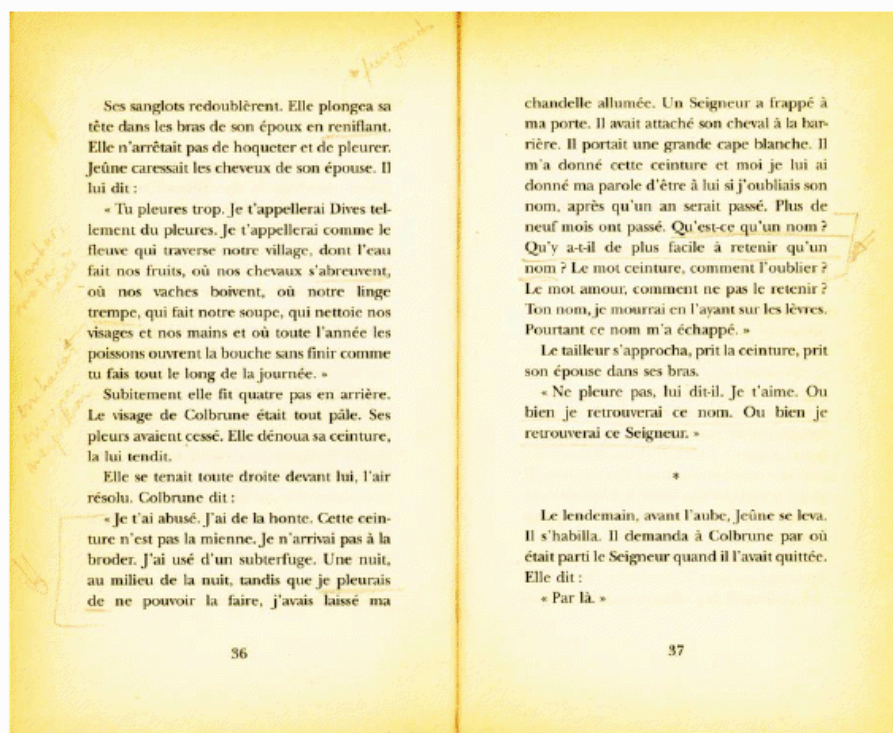 Ses sanglots redoublèrent. Elle plongea sa
tête dans les bras de son époux en reniflant.
Elle n'arrêtait pas de hoqueter et de pleurer.
Jeûne caressait les cheveux de son épouse. Il
lui dit :
« Tu pleures trop. Je t'appellerai Dives tel-
lement du pleures. Je t'appellerai comme le
fleuve qui traverse notre village, dont l'eau
fait nos fruits, où nos chevaux s'abreuvent,
où nos vaches boivent, où notre linge
trempe, qui fait notre soupe, qui nettoie nos
visages et nos mains et où toute l'année les
poissons ouvrent la bouche sans finir comme
tu fais tout le long de la journée. »
Subitement elle fit quatre pas en arrière.
Le visage de Colbrune était tout pâle. Ses
pleurs avaient cessé. Elle dénoua sa ceinture,
la lui tendit.
Elle se tenait toute droite devant lui, l'air
résolu. Colbrune dit :
« Je t'ai abusé. J'ai de la honte. Cette cein-
ture n'est pas la mienne. Je n'arrivai pas à la
broder. J'ai usé d'un subterfuge. Une nuit,
au milieu de la nuit, tandis que je pleurais
de ne pouvoir la faire, j'avais laissé ma
36
chandelle allumée. Un Seigneur a frappé à
ma porte. Il avait attaché son cheval à la bar-
rière. Il portait une grande cape blanche. Il
m'a donné cette ceinture et moi je lui ai
donné ma parole d'être à lui si j'oubliais son
nom, après qu'un an serait passé. Plus de
neuf mois ont passé. Qu'est-ce qu'un nom ?
Qu'y a-t-il de plus facile à retenir qu'un
nom ? Le mot ceinture, comment l'oublier ?
Le mot amour, comment ne pas le retenir ?
Ton nom, je mourrai en l'ayant sur les lèvres.
Pourtant ce nom m'a échappé. »
Le tailleur s'approcha, prit la ceinture, prit
son épouse dans ses bras.
« Ne pleure pas, lui dit-il. Je t'aime. Ou
bien je retrouverai ce nom. Ou bien je
retrouverai ce Seigneur. »
*
Le lendemain, avant l'aube, Jeûne se leva.
Il s'habilla. Il demanda à Colbrune par où
était parti le Seigneur quand il l'avait quittée.
Elle dit :
« Par là. »
37